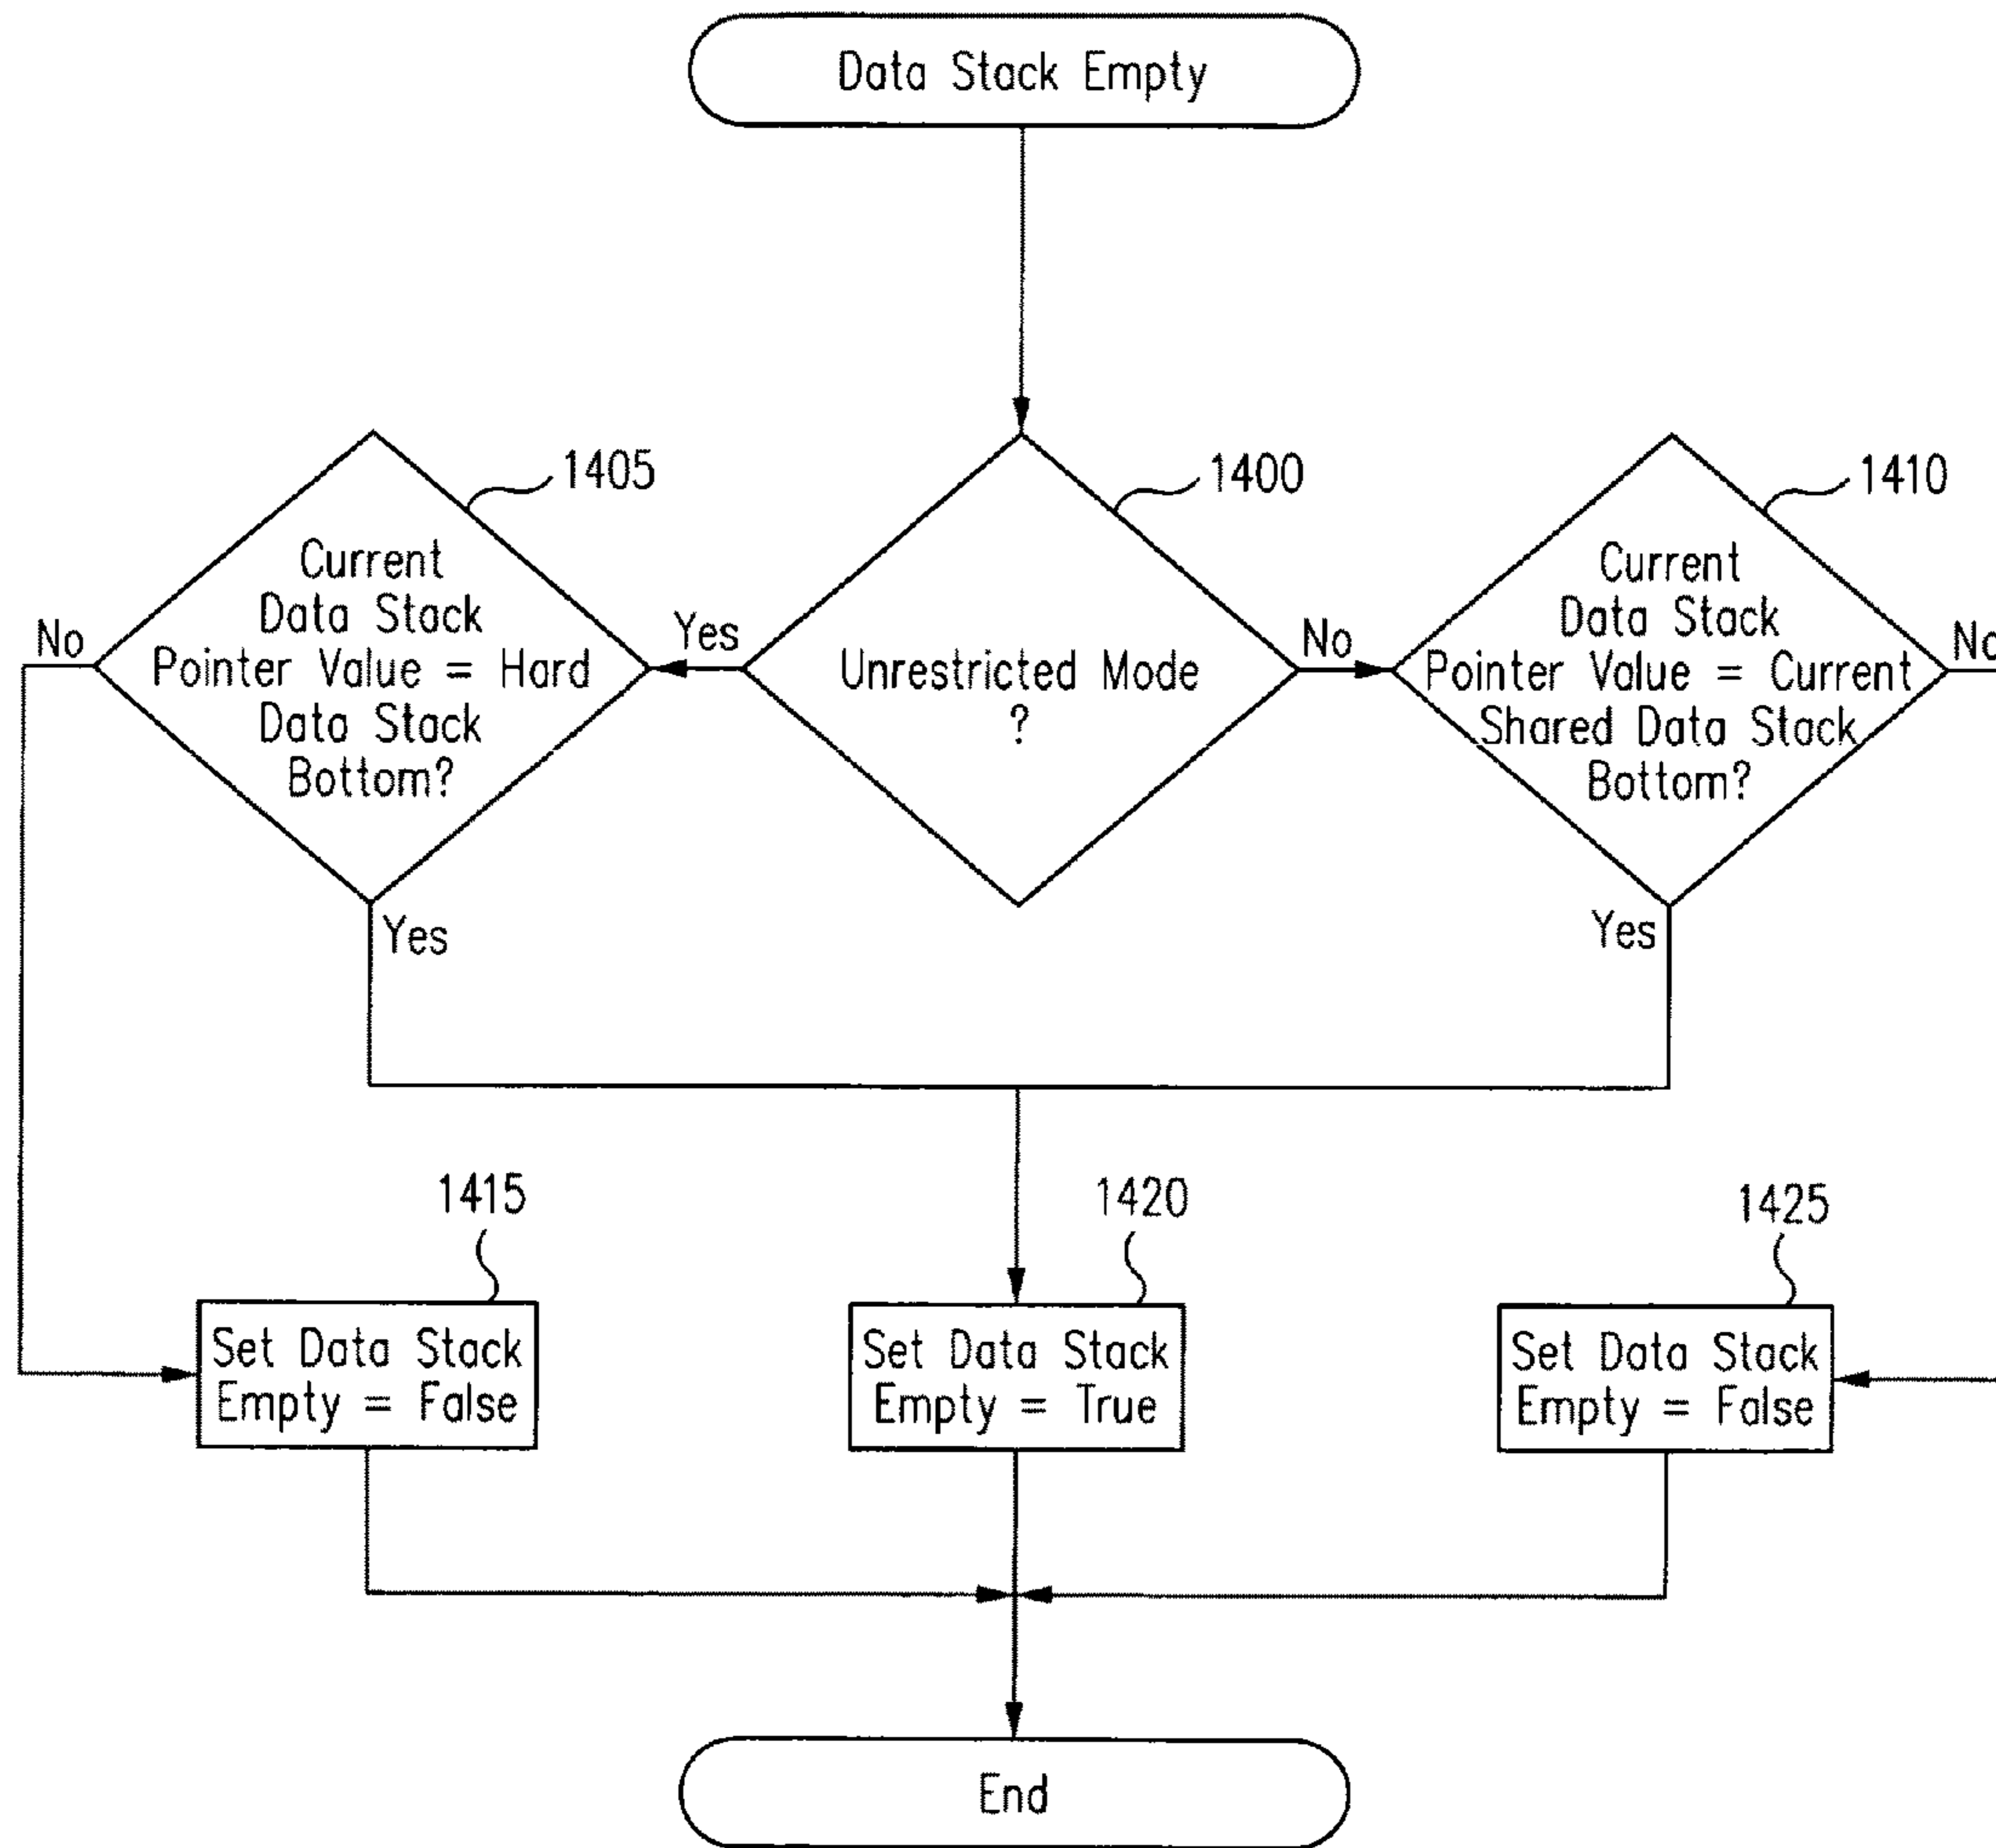 Data Stack Empty
1405
1400
1410
Current
Data Stack
Pointer Value = Hard
Data Stack
Bottom?
No
Yes
Unrestricted Mode
?
No
Current
Data Stack
Pointer Value = Current
Shared Data Stack
Bottom?
No
Yes
Yes
1415
1420
1425
Set Data Stack
Empty = False
Set Data Stack
Empty = True
Set Data Stack
Empty = False
End